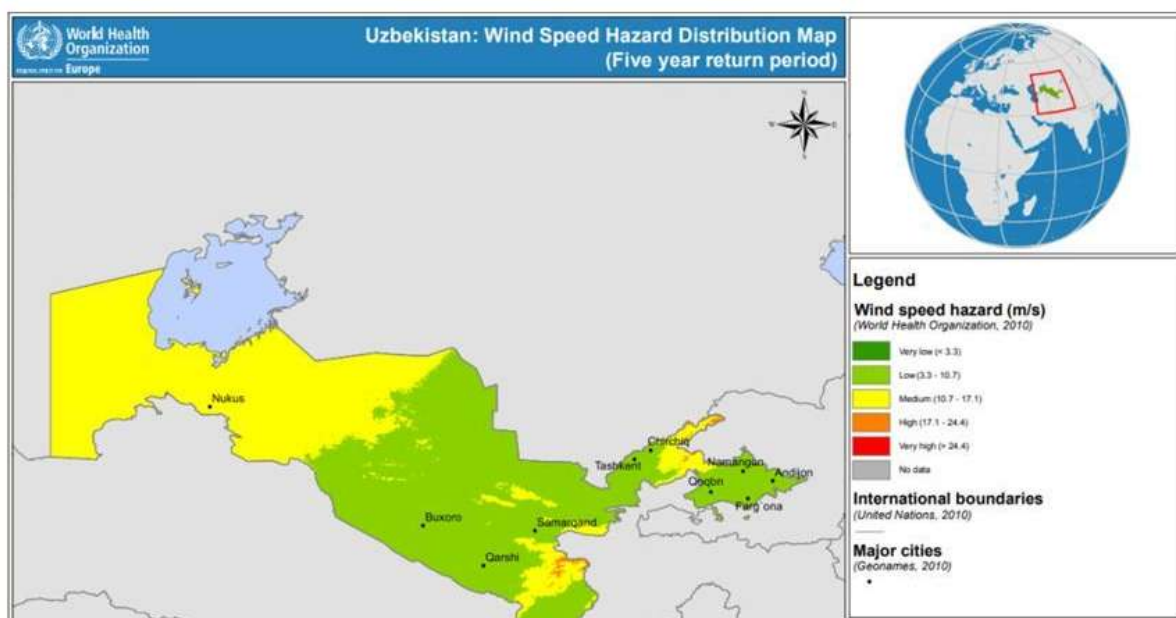 World Health
Organization
Europe
Uzbekistan: Wind Speed Hazard Distribution Map
(Five year return period)
N
W
E
S
Nukus
Chirchiq
Tashkent
Namangan
Andijon
Qoqon
Farg`ona
Buxoro
Samarqand
Qarshi
Legend
Wind speed hazard (m/s)
(World Health Organization, 2010)
Very low (< 3.3)
Low (3.3 - 10.7)
Medium (10.7 - 17.1)
High (17.1 - 24.4)
Very high (> 24.4)
No data
International boundaries
(United Nations, 2010)
Major cities
(Geonames, 2010)